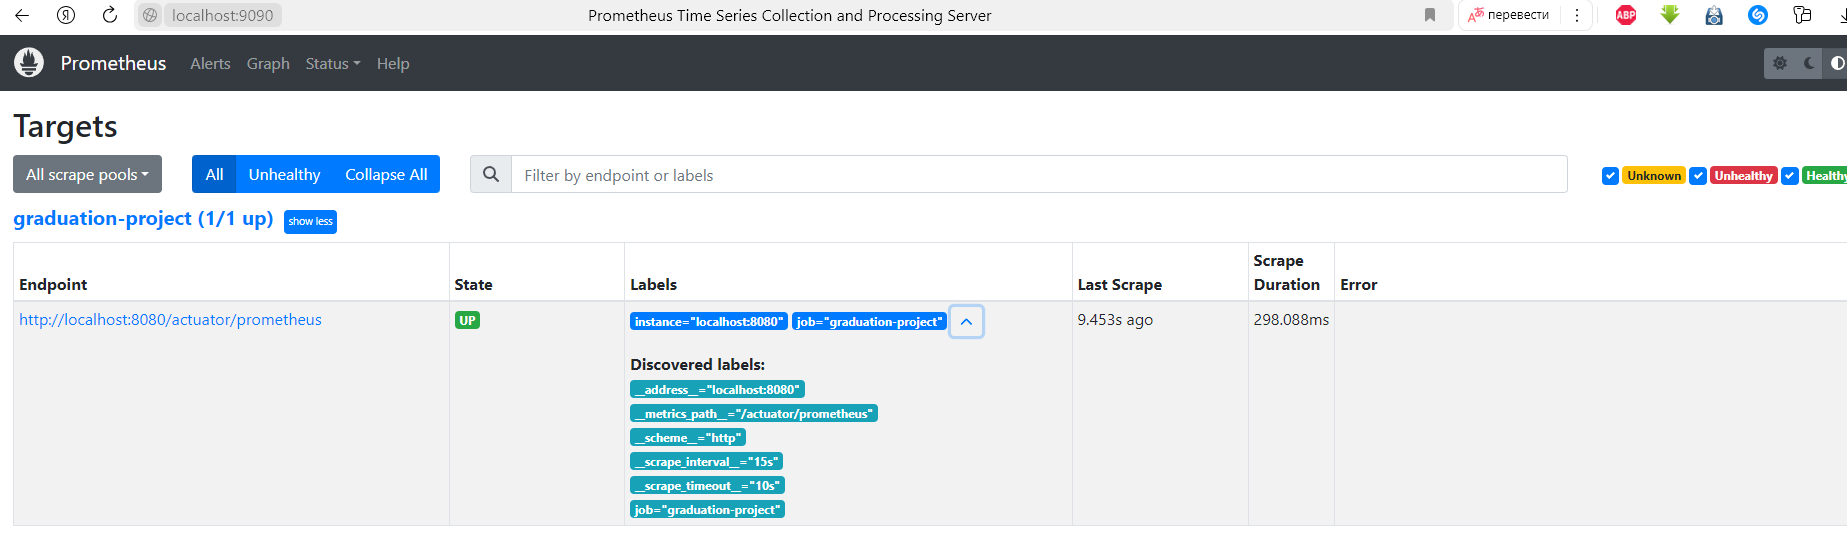 localhost:9090 Prometheus Time Series Collection and Processing Server перевести
ABP
Prometheus Alerts Graph Status Help
Targets
All scrape pools All Unhealthy Collapse All Filter by endpoint or labels Unknown Unhealthy Healthy
graduation-project (1/1 up) show less
Endpoint State Labels Last Scrape Scrape Duration Error
http://localhost:8080/actuator/prometheus UP instance="localhost:8080" job="graduation-project" 9.453s ago 298.088ms
Discovered labels:
__address__="localhost:8080"
__metrics_path__="/actuator/prometheus"
__scheme__="http"
__scrape_interval__="15s"
__scrape_timeout__="10s"
job="graduation-project"